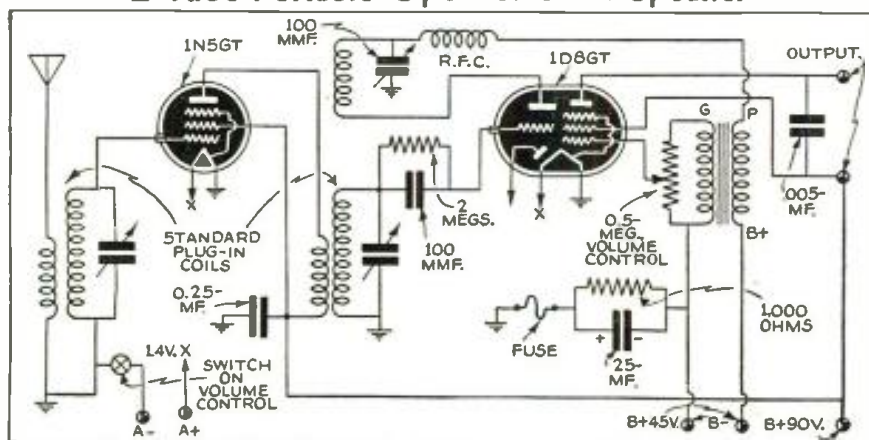 100
MMF.
R.F.C.
1N5GT
1D8GT
OUTPUT.
G
P
X
X
2
MEGS.
.005-
MF.
STANDARD
PLUG-IN
COILS
100
MMF.
0.5-
MEG.
VOLUME
CONTROL
B+
0.25-
MF.
1,000
OHMS
FUSE
+
-
25-
MF.
1.4V. X
SWITCH
ON
VOLUME
CONTROL
A-
A+
B+45V.
B-
B+90V.